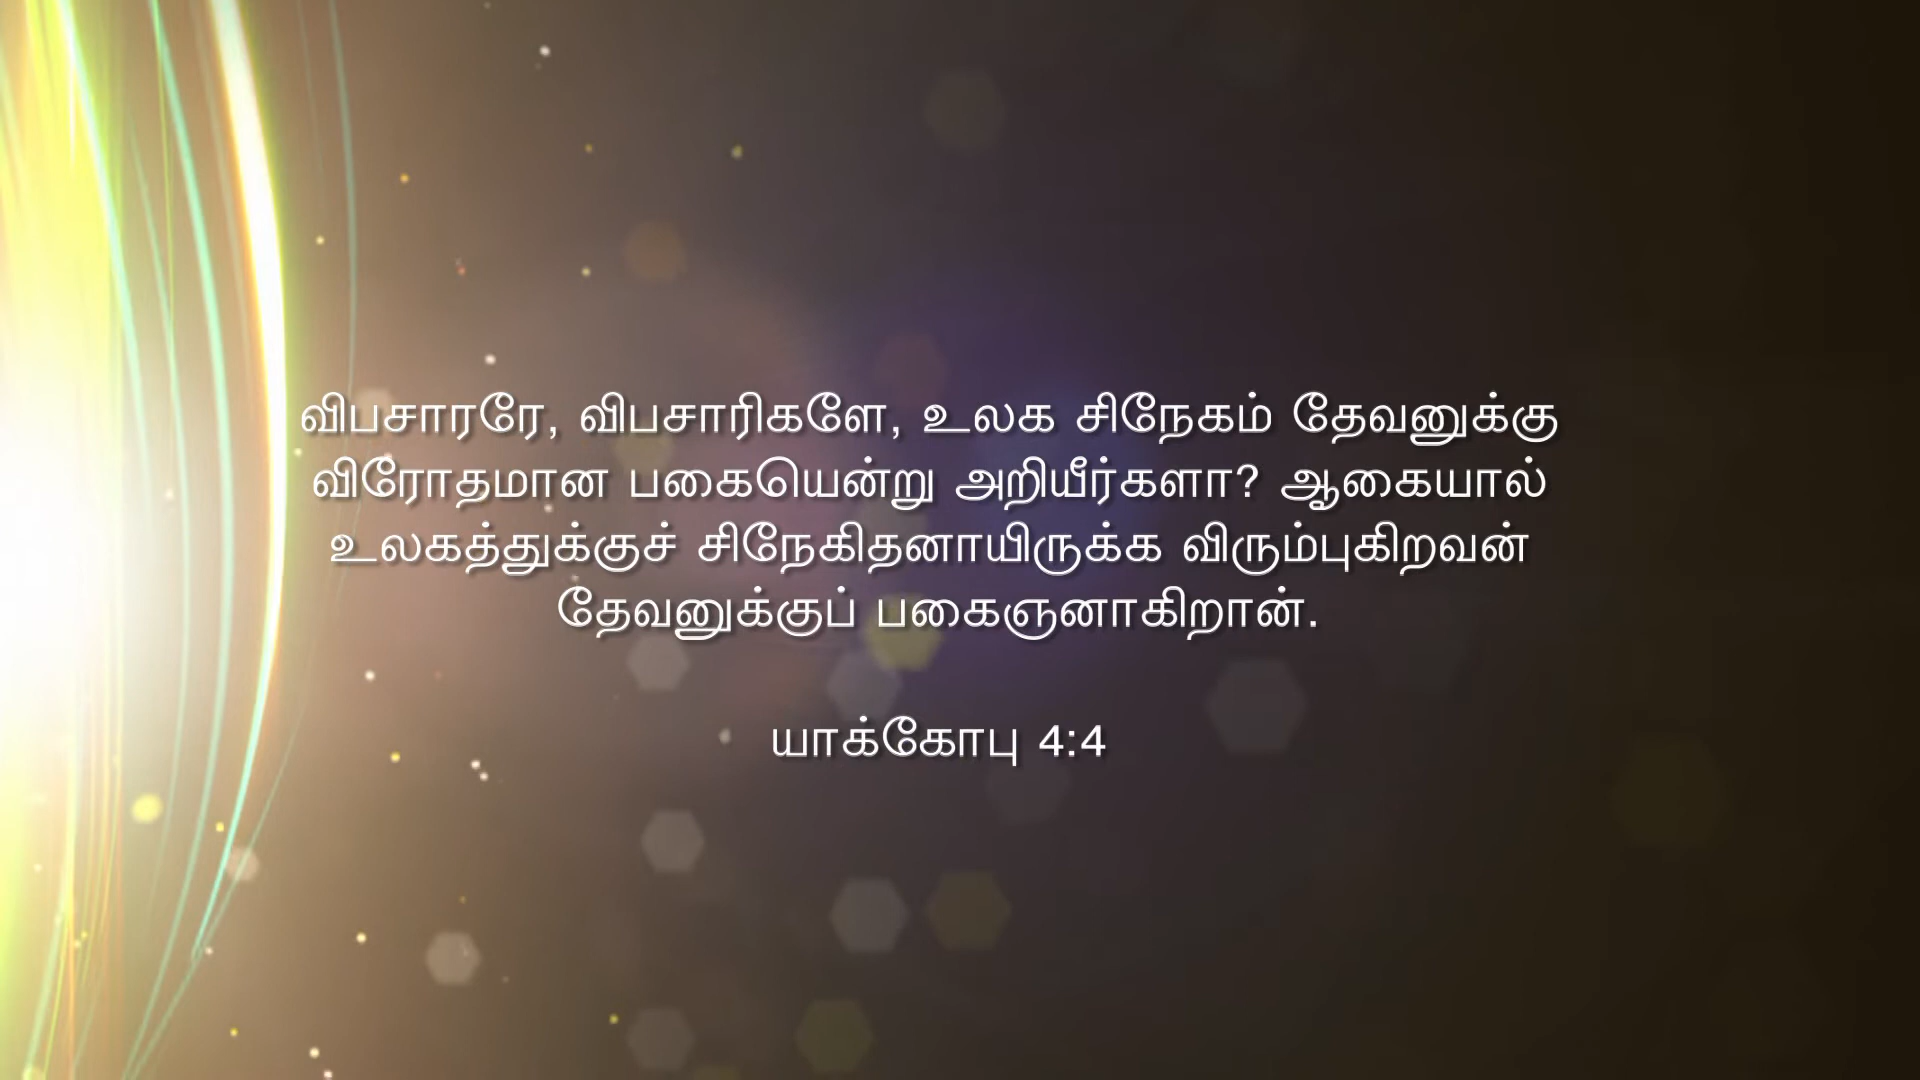 விபசாரரே, விபசாரிகளே, உலக சிநேகம் தேவனுக்கு
விரோதமான பகையென்று அறியீர்களா? ஆகையால்
உலகத்துக்குச் சிநேகிதனாயிருக்க விரும்புகிறவன்
தேவனுக்குப் பகைஞனாகிறான்.
யாக்கோபு 4:4